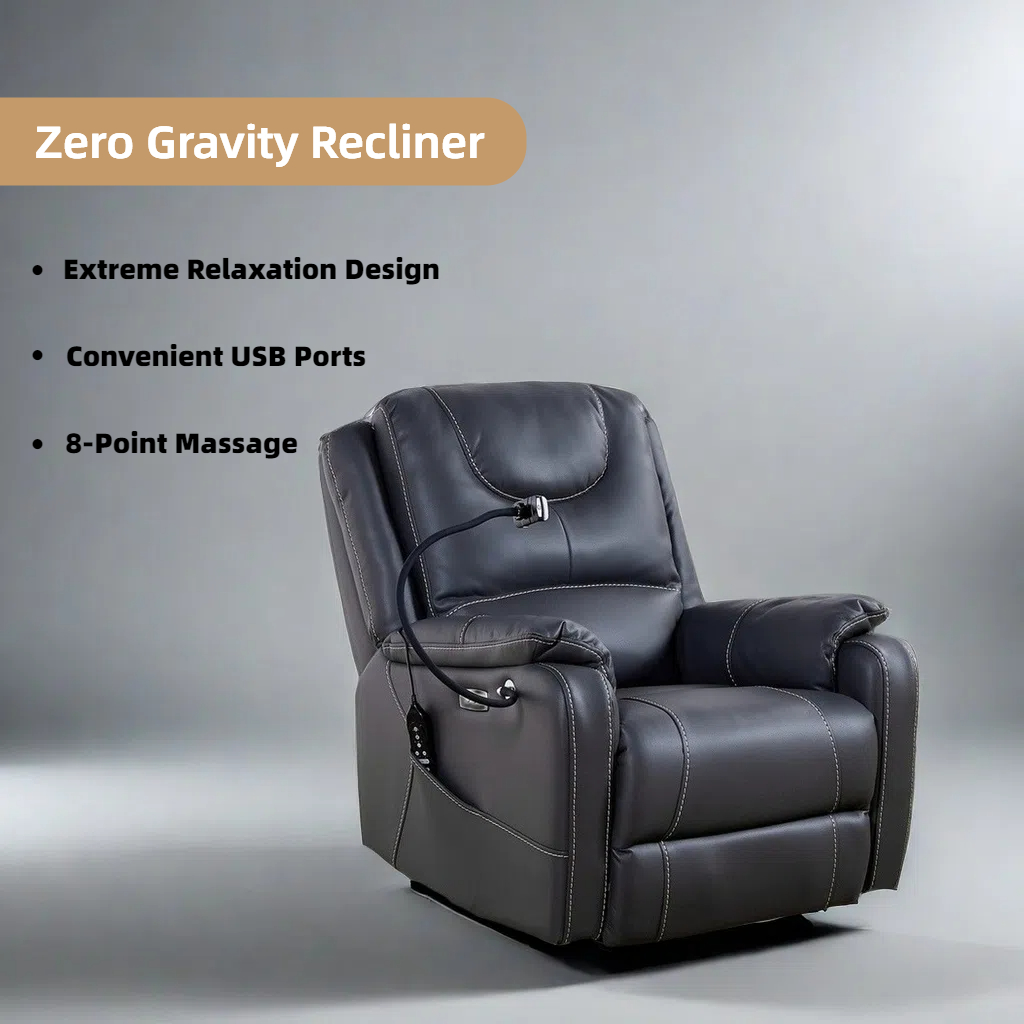 Zero Gravity Recliner
• Extreme Relaxation Design
• Convenient USB Ports
• 8-Point Massage